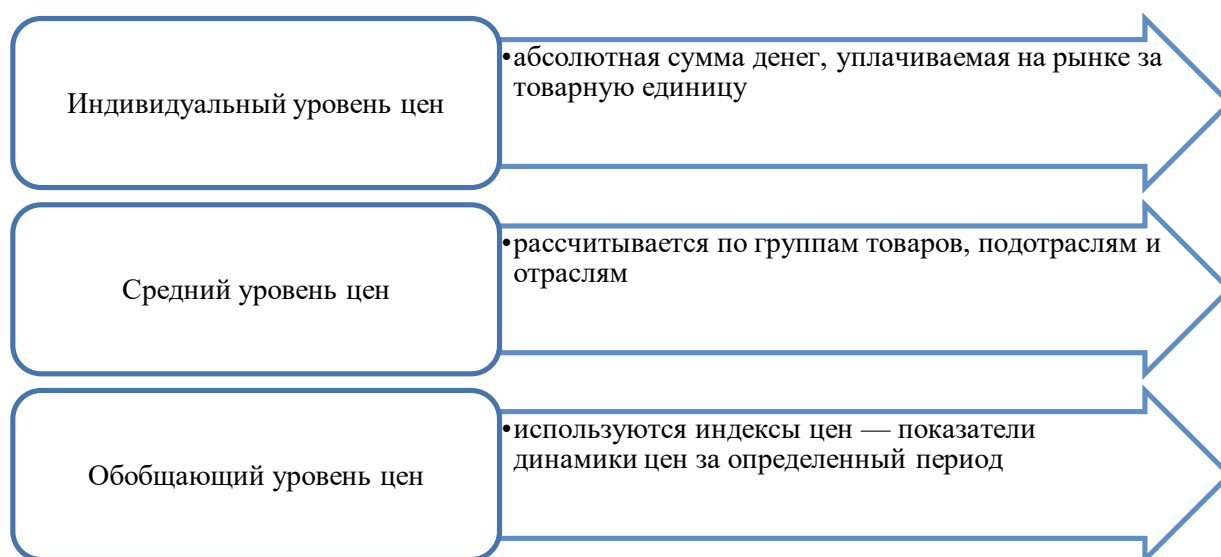 Индивидуальный уровень цен
•абсолютная сумма денег, уплачиваемая на рынке за
товарную единицу
Средний уровень цен
•рассчитывается по группам товаров, подотраслям и
отраслям
Обобщающий уровень цен
•используются индексы цен — показатели
динамики цен за определенный период